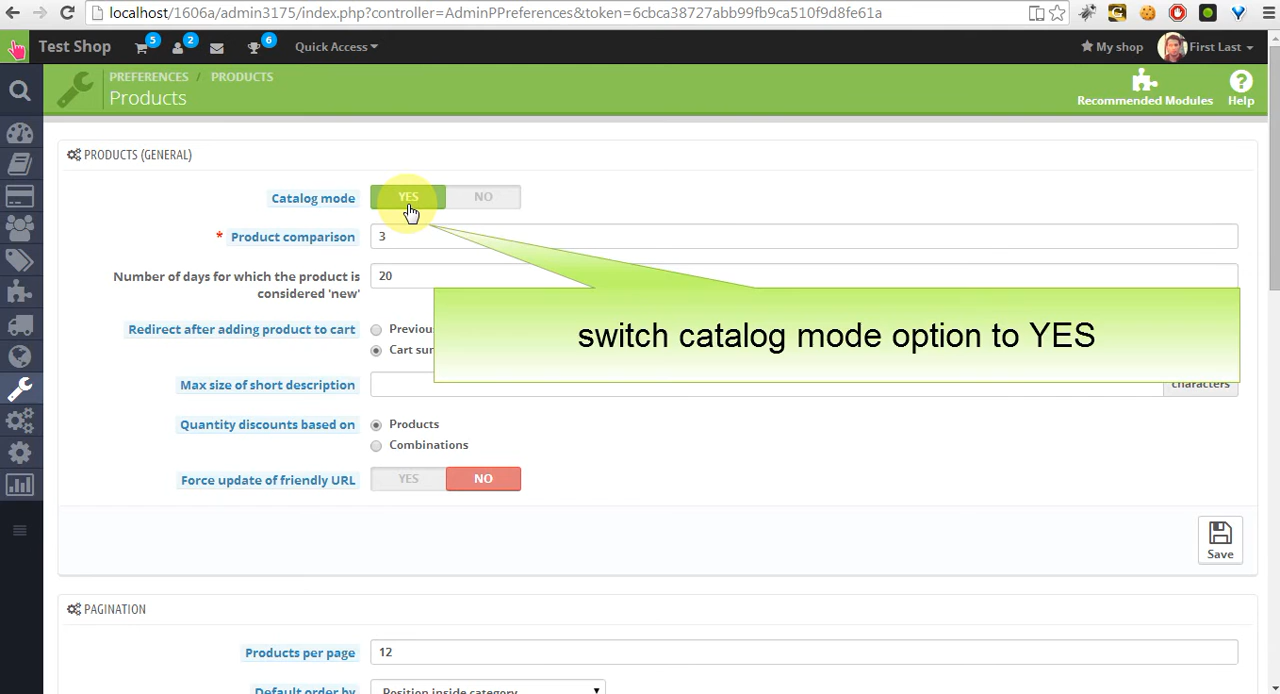 localhost/1606a/admin3175/index.php?controller=AdminPPreferences&token=6cbca38727abb99fb9ca510f9d8fe61a
Test Shop 5 2 6 Quick Access My shop First Last
PREFERENCES / PRODUCTS
Products
Recommended Modules Help
PRODUCTS (GENERAL)
Catalog mode YES NO
* Product comparison 3
Number of days for which the product is considered 'new' 20
switch catalog mode option to YES
Redirect after adding product to cart
Max size of short description characters
Quantity discounts based on Products
Combinations
Force update of friendly URL YES NO
Save
PAGINATION
Products per page 12
Default order by Position inside category